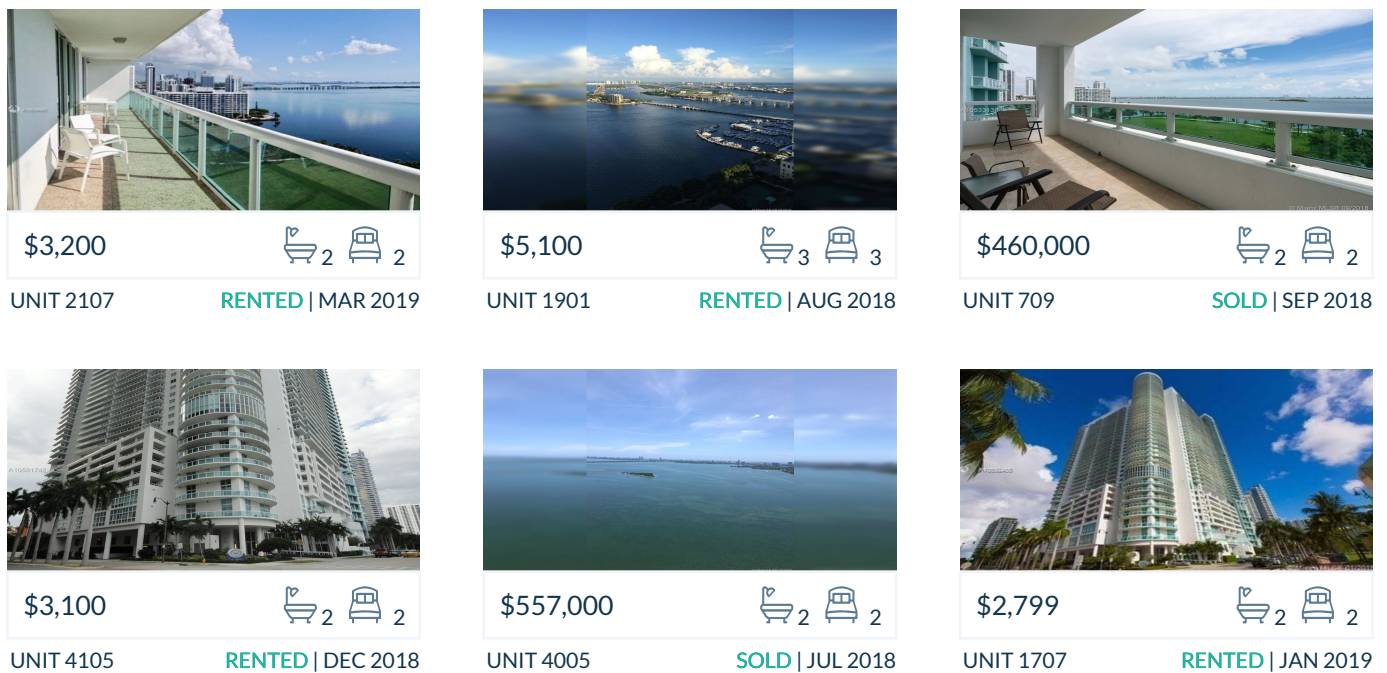 $3,200 2 2
UNIT 2107 RENTED | MAR 2019
$5,100 3 3
UNIT 1901 RENTED | AUG 2018
$460,000 2 2
UNIT 709 SOLD | SEP 2018
$3,100 2 2
UNIT 4105 RENTED | DEC 2018
$557,000 2 2
UNIT 4005 SOLD | JUL 2018
$2,799 2 2
UNIT 1707 RENTED | JAN 2019